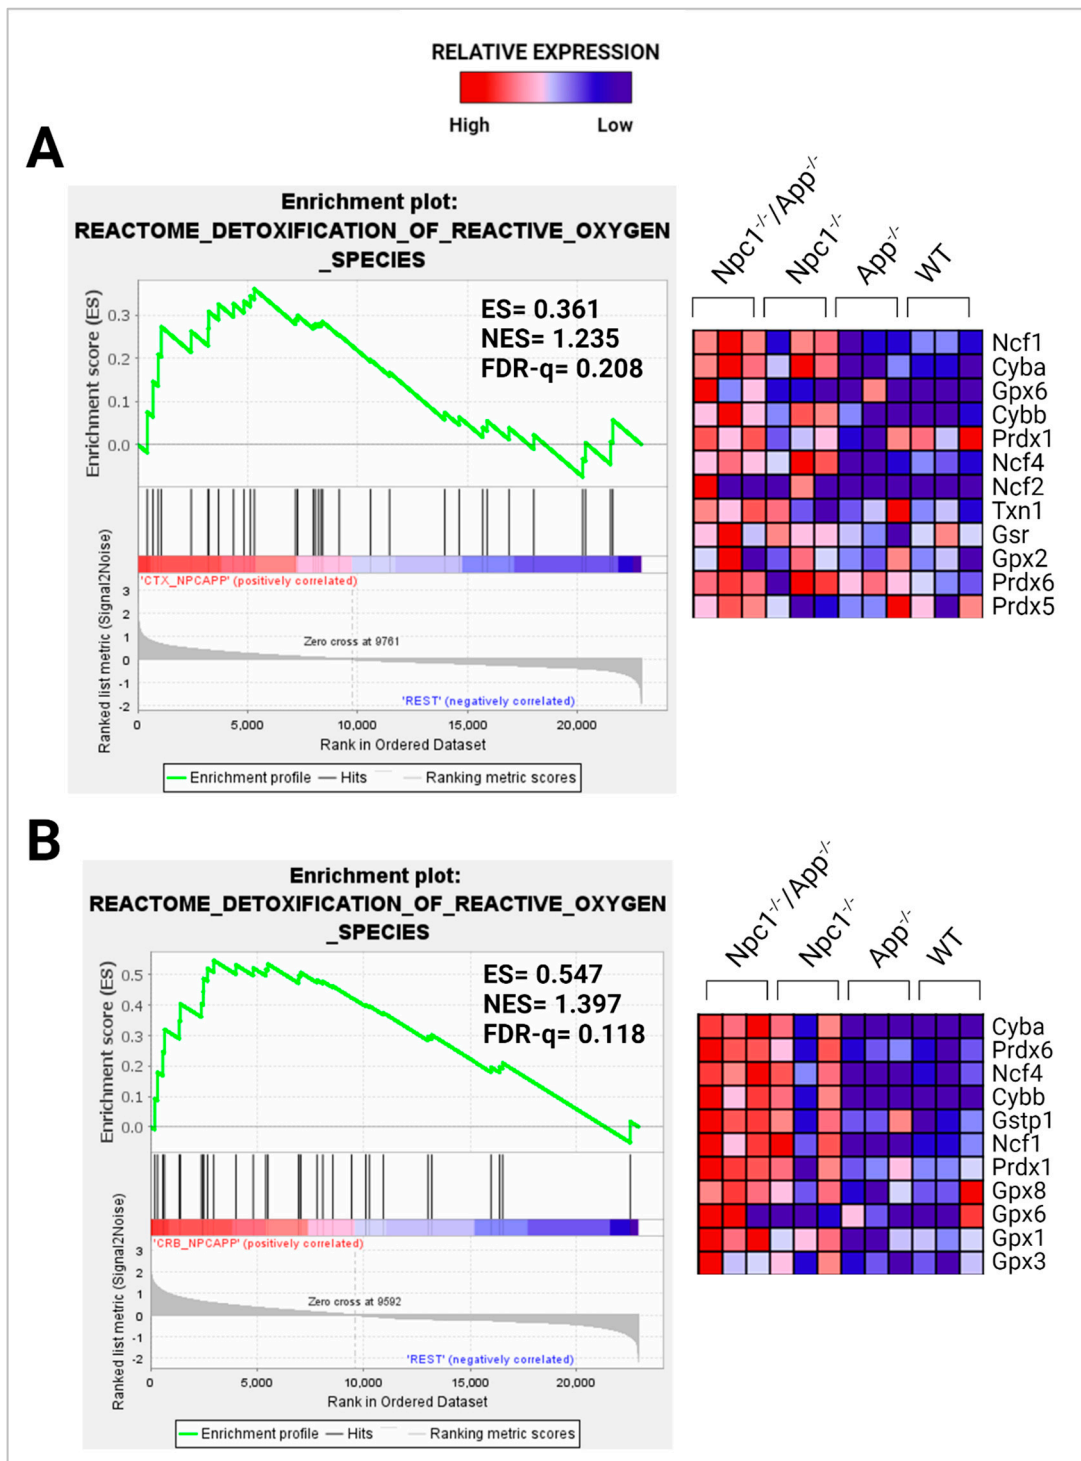 RELATIVE EXPRESSION
High Low
A
Enrichment plot:
REACTOME_DETOXIFICATION_OF_REACTIVE_OXYGEN
_SPECIES
Enrichment score (ES)
0.3
0.2
0.1
0.0
ES= 0.361
NES= 1.235
FDR-q= 0.208
'CTX_NPCAPP' (positively correlated)
Ranked list metric (Signal2Noise)
3
2
1
0
-1
-2
Zero cross at 9761
'REST' (negatively correlated)
0 5,000 10,000 15,000 20,000
Rank in Ordered Dataset
Enrichment profile Hits Ranking metric scores
Npc1-/-/App-/-
Npc1-/-
App-/-
WT
Ncf1
Cyba
Gpx6
Cybb
Prdx1
Ncf4
Ncf2
Txn1
Gsr
Gpx2
Prdx6
Prdx5
B
Enrichment plot:
REACTOME_DETOXIFICATION_OF_REACTIVE_OXYGEN
_SPECIES
Enrichment score (ES)
0.5
0.4
0.3
0.2
0.1
0.0
ES= 0.547
NES= 1.397
FDR-q= 0.118
'CRB_NPCAPP' (positively correlated)
Ranked list metric (Signal2Noise)
3
2
1
0
-1
-2
Zero cross at 9592
'REST' (negatively correlated)
0 5,000 10,000 15,000 20,000
Rank in Ordered Dataset
Enrichment profile Hits Ranking metric scores
Npc1-/-/App-/-
Npc1-/-
App-/-
WT
Cyba
Prdx6
Ncf4
Cybb
Gstp1
Ncf1
Prdx1
Gpx8
Gpx6
Gpx1
Gpx3